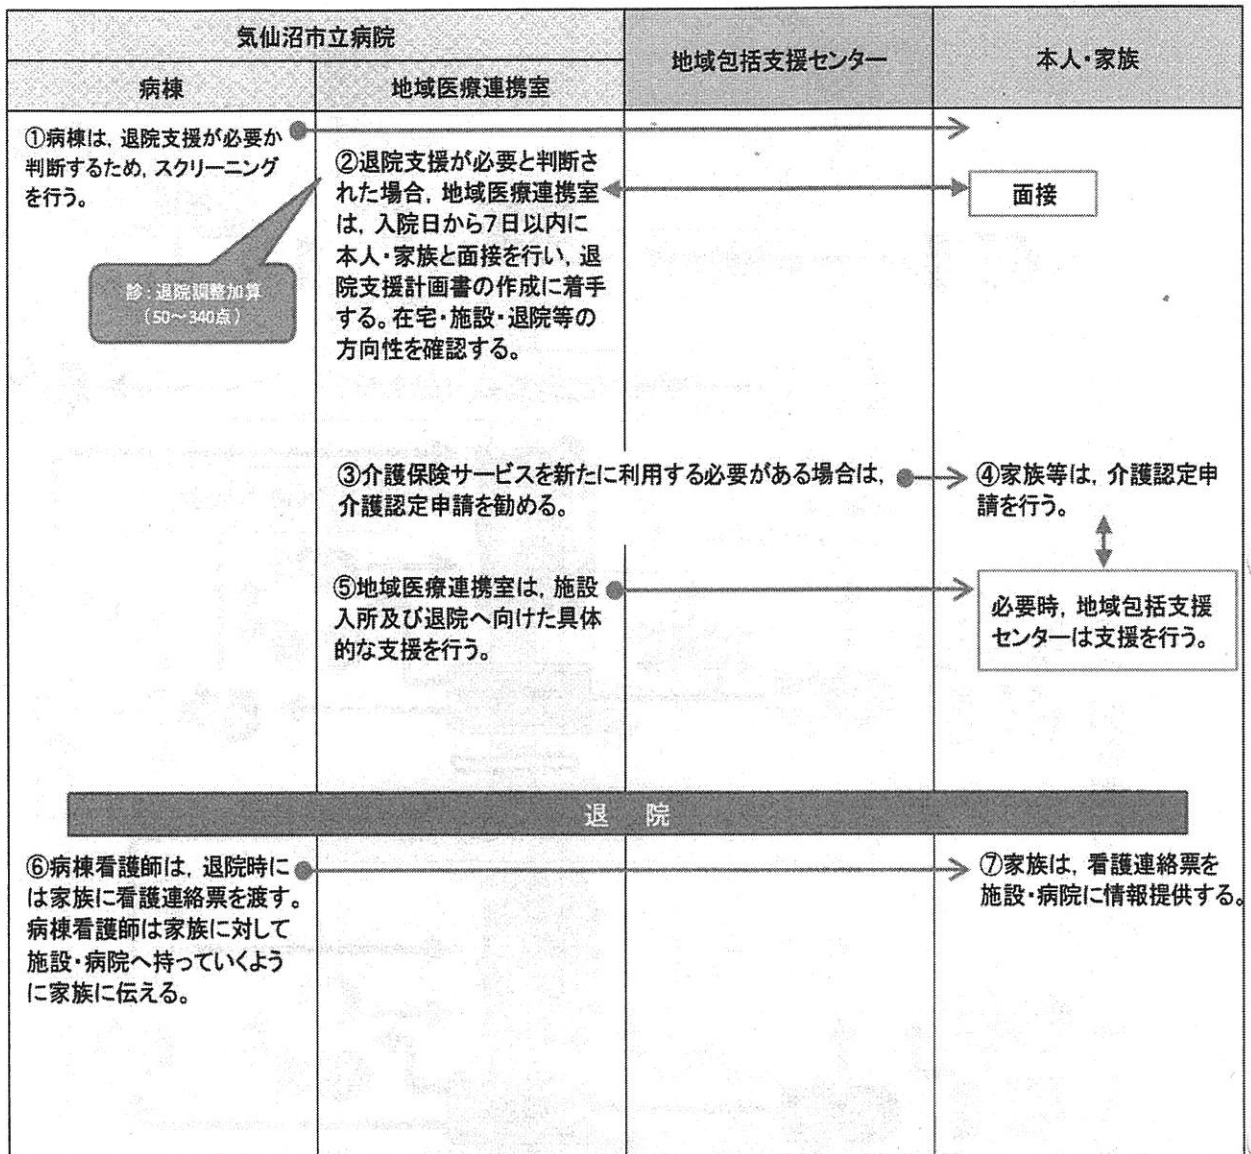 気仙沼市立病院
地域包括支援センター
本人・家族
病棟
地域医療連携室
①病棟は，退院支援が必要か
判断するため，スクリーニング
を行う。
②退院支援が必要と判断さ
れた場合，地域医療連携室
は，入院日から7日以内に
本人・家族と面接を行い，退
院支援計画書の作成に着手
する。在宅・施設・退院等の
方向性を確認する。
面接
診：退院調整加算
（50～340点）
③介護保険サービスを新たに利用する必要がある場合は，
介護認定申請を勧める。
④家族等は，介護認定申
請を行う。
⑤地域医療連携室は，施設
入所及び退院へ向けた具体
的な支援を行う。
必要時，地域包括支援
センターは支援を行う。
退　院
⑥病棟看護師は，退院時に
は家族に看護連絡票を渡す。
病棟看護師は家族に対して
施設・病院へ持っていくよう
に家族に伝える。
⑦家族は，看護連絡票を
施設・病院に情報提供する。